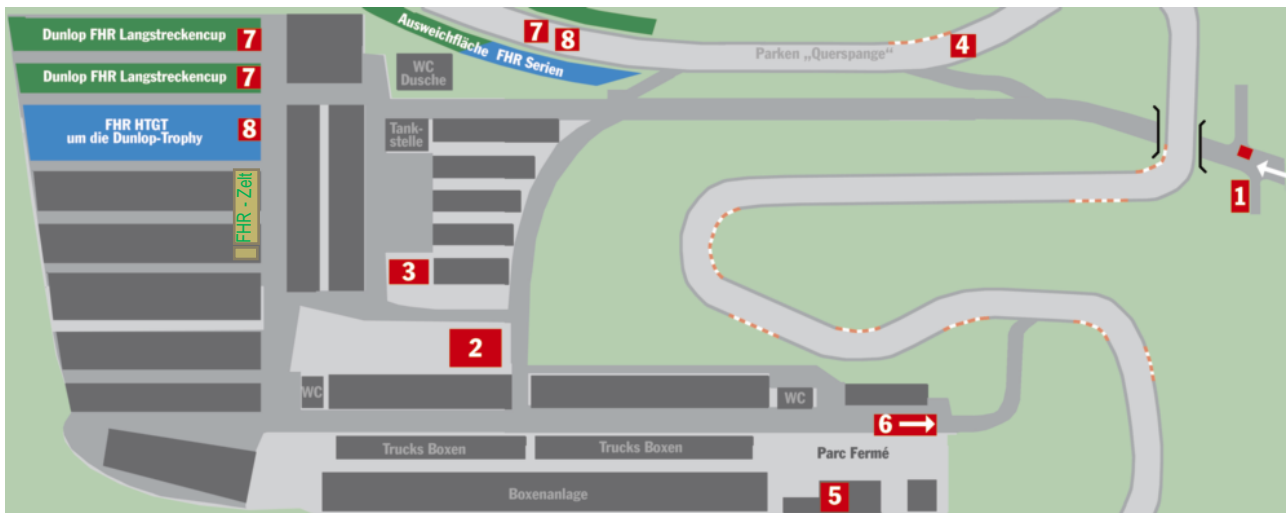 Dunlop FHR Langstreckencup 7
Dunlop FHR Langstreckencup 7
FHR HTGT
um die Dunlop-Trophy
8
FHR - Zelt
Ausweichfläche FHR Serien
7
8
WC
Dusche
Parken „Querspange"
4
Tank-
stelle
1
3
2
WC
WC
6
Trucks Boxen
Trucks Boxen
Parc Fermé
Boxenanlage
5